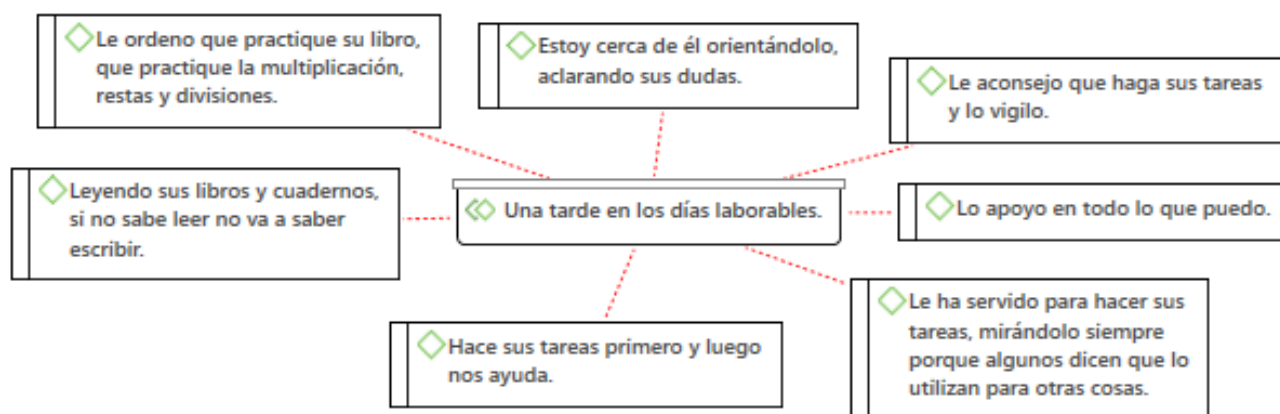 Le ordeno que practique su libro,
que practique la multiplicación,
restas y divisiones.
Estoy cerca de él orientándolo,
aclarando sus dudas.
Le aconsejo que haga sus tareas
y lo vigilo.
Leyendo sus libros y cuadernos,
si no sabe leer no va a saber
escribir.
Una tarde en los días laborables.
Lo apoyo en todo lo que puedo.
Hace sus tareas primero y luego
nos ayuda.
Le ha servido para hacer sus
tareas, mirándolo siempre
porque algunos dicen que lo
utilizan para otras cosas.